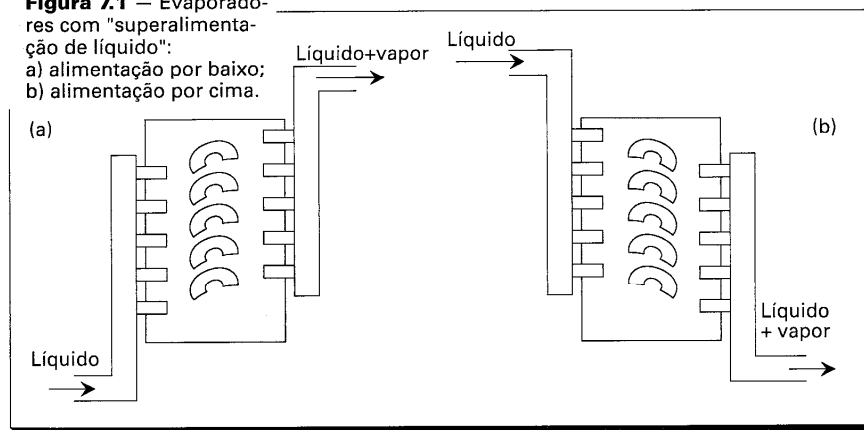 Figura 7.1 — Evaporado-
res com "superalimenta-
ção de líquido":
a) alimentação por baixo;
b) alimentação por cima.
(a)
Líquido+vapor
Líquido
Líquido
(b)
Líquido
+ vapor